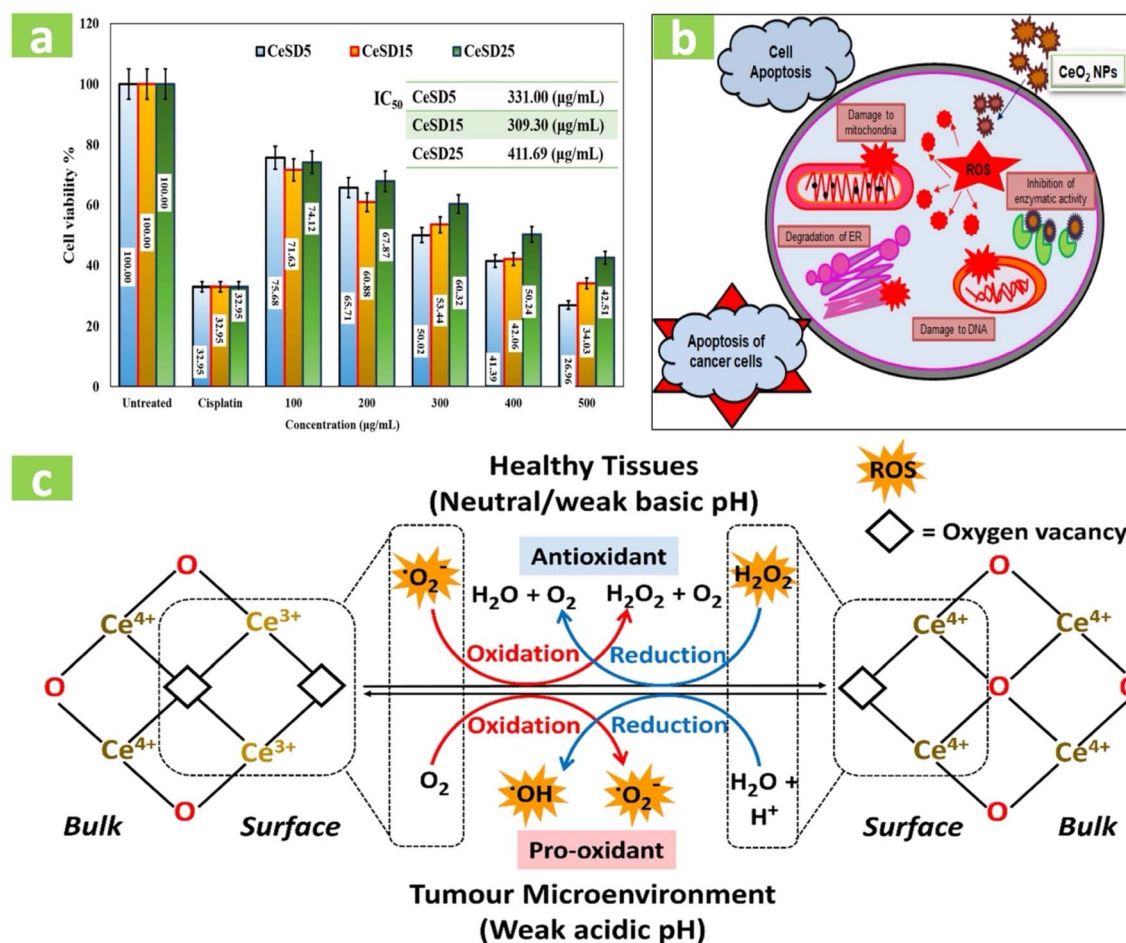 a
120
100
80
60
40
20
0
Cell viability %
CeSD5 CeSD15 CeSD25
IC50
CeSD5 331.00 (µg/mL)
CeSD15 309.30 (µg/mL)
CeSD25 411.69 (µg/mL)
100.00 100.00 100.00
32.95 32.95 32.95
75.68 71.63 74.12
65.71 60.88 67.87
50.02 53.44 60.32
41.39 42.06 50.24
26.96 34.03 42.51
Untreated Cisplatin 100 200 300 400 500
Concentration (µg/mL)
b
Cell
Apoptosis
CeO2 NPs
Damage to
mitochondria
ROS
Inhibition of
enzymatic activity
Degradation of ER
Damage to DNA
Apoptosis of
cancer cells
c
Healthy Tissues
(Neutral/weak basic pH)
ROS
= Oxygen vacancy
Antioxidant
·O2- H2O + O2 H2O2 + O2 H2O2
Oxidation Reduction
O
Ce4+ Ce3+
O
Ce4+ Ce3+
O
Bulk Surface
O
Ce4+ Ce4+
O O
Ce4+ Ce4+
O
Surface Bulk
Oxidation Reduction
O2 ·OH ·O2- H2O +
H+
Pro-oxidant
Tumour Microenvironment
(Weak acidic pH)